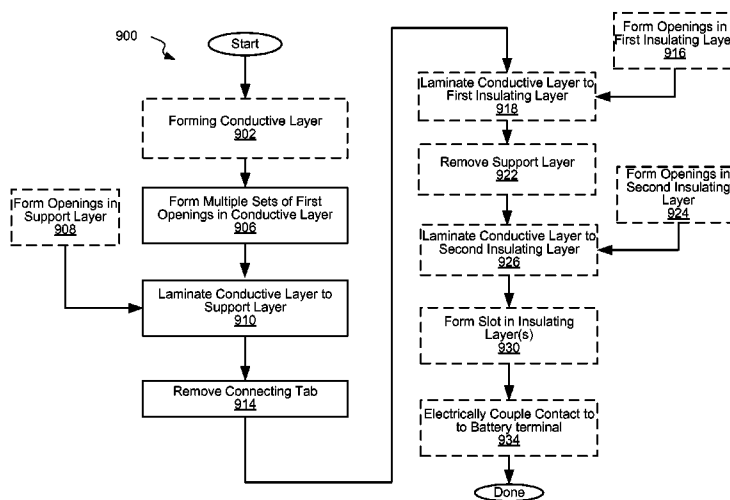 900
Start
Forming Conductive Layer
902
Form Multiple Sets of
First Openings in Conductive Layer
906
Form Openings in
Support Layer
908
Laminate Conductive Layer to
Support Layer
910
Remove Connecting Tab
914
Form Openings in
First Insulating Layer
916
Laminate Conductive Layer to
First Insulating Layer
918
Remove Support Layer
922
Form Openings in
Second Insulating
Layer
924
Laminate Conductive Layer to
Second Insulating Layer
926
Form Slot in Insulating
Layer(s)
930
Electrically Couple Contact to
to Battery terminal
934
Done